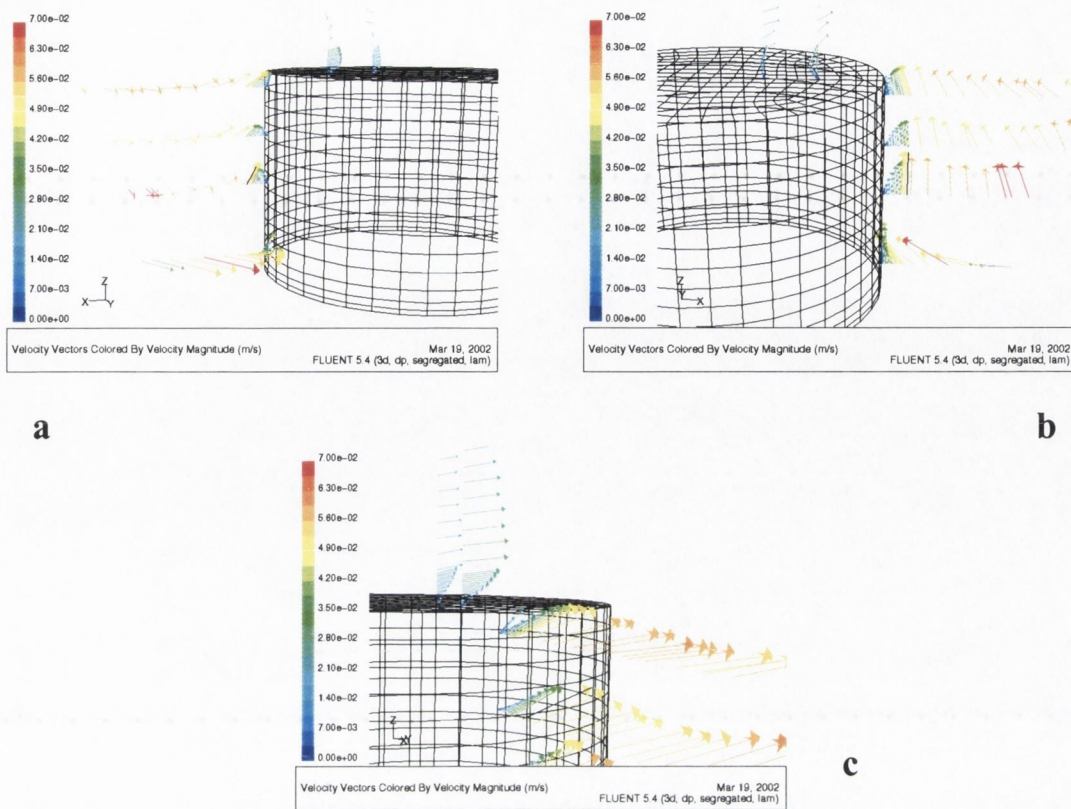 7.00e-02
6.30e-02
5.60e-02
4.90e-02
4.20e-02
3.50e-02
2.80e-02
2.10e-02
1.40e-02
7.00e-03
0.00e+00
Z
X Y
Velocity Vectors Colored By Velocity Magnitude (m/s) Mar 19, 2002
FLUENT 5.4 (3d, dp, segregated, lam)
a
7.00e-02
6.30e-02
5.60e-02
4.90e-02
4.20e-02
3.50e-02
2.80e-02
2.10e-02
1.40e-02
7.00e-03
0.00e+00
Z
Y X
Velocity Vectors Colored By Velocity Magnitude (m/s) Mar 19, 2002
FLUENT 5.4 (3d, dp, segregated, lam)
b
7.00e-02
6.30e-02
5.60e-02
4.90e-02
4.20e-02
3.50e-02
2.80e-02
2.10e-02
1.40e-02
7.00e-03
0.00e+00
Z
XY
Velocity Vectors Colored By Velocity Magnitude (m/s) Mar 19, 2002
FLUENT 5.4 (3d, dp, segregated, lam)
c